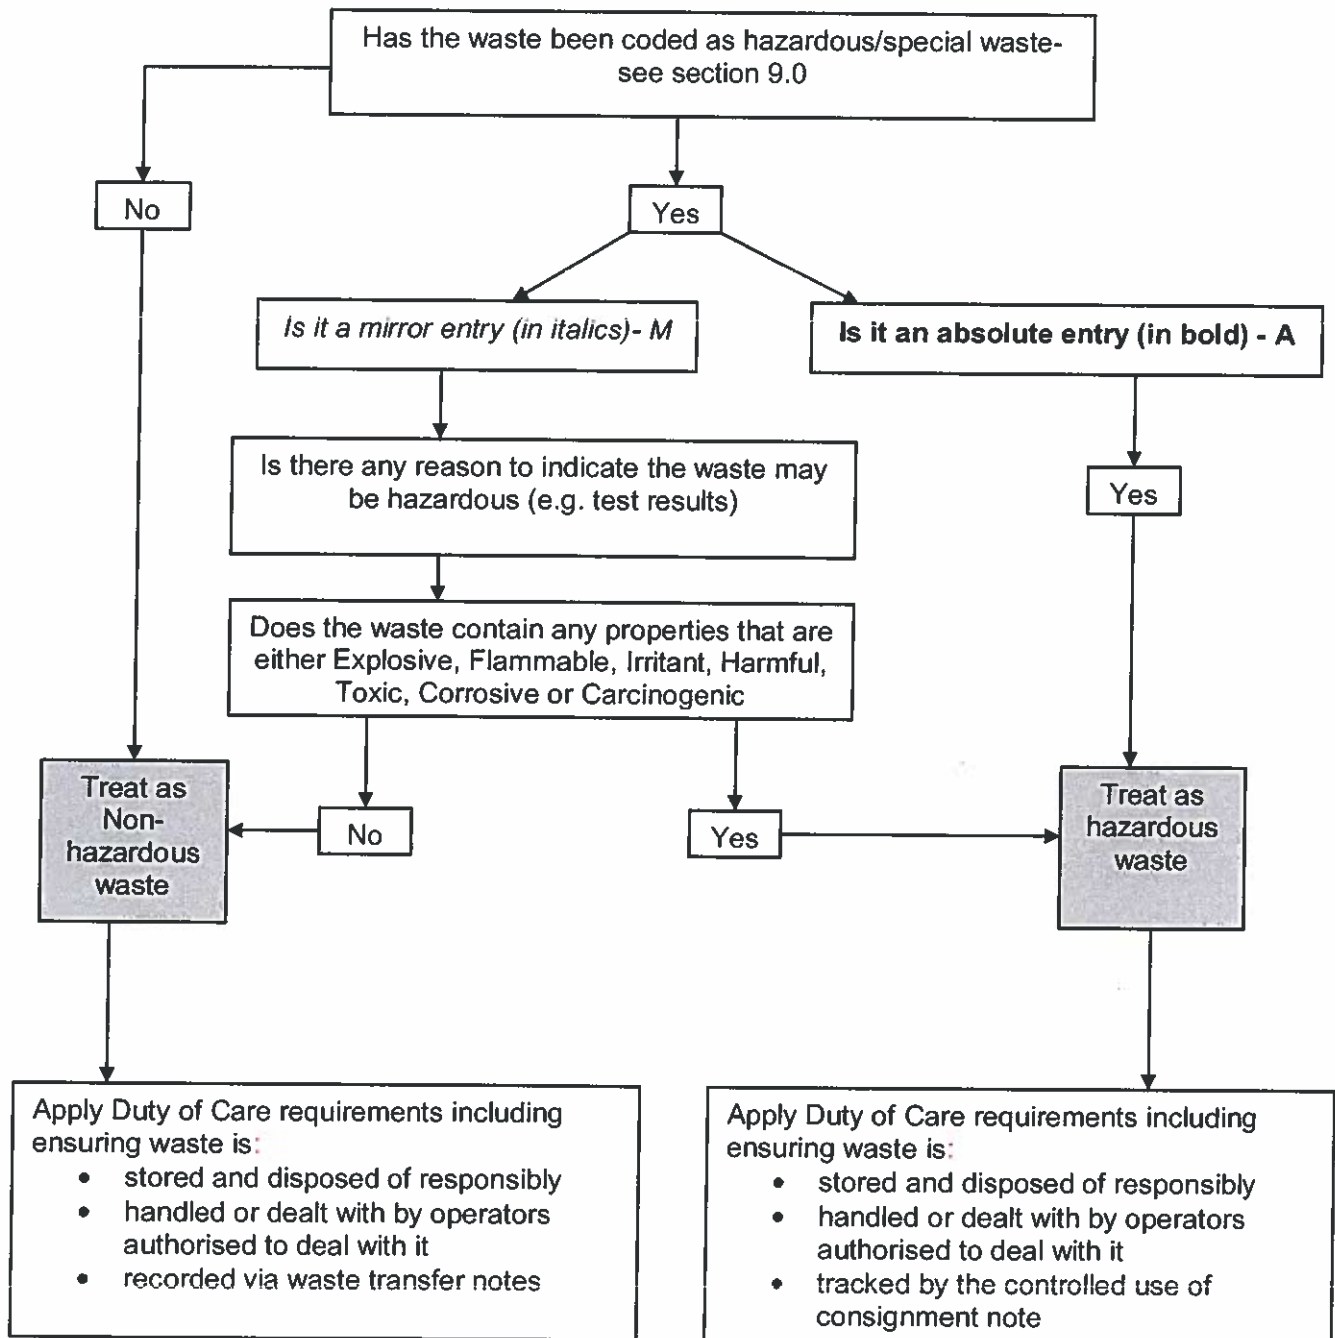 Has the waste been coded as hazardous/special waste-
see section 9.0
No
Yes
Is it a mirror entry (in italics)- M
Is it an absolute entry (in bold) - A
Is there any reason to indicate the waste may
be hazardous (e.g. test results)
Yes
Does the waste contain any properties that are
either Explosive, Flammable, Irritant, Harmful,
Toxic, Corrosive or Carcinogenic
Treat as
Non-
hazardous
waste
No
Yes
Treat as
hazardous
waste
Apply Duty of Care requirements including
ensuring waste is:
• stored and disposed of responsibly
• handled or dealt with by operators
authorised to deal with it
• recorded via waste transfer notes
Apply Duty of Care requirements including
ensuring waste is:
• stored and disposed of responsibly
• handled or dealt with by operators
authorised to deal with it
• tracked by the controlled use of
consignment note